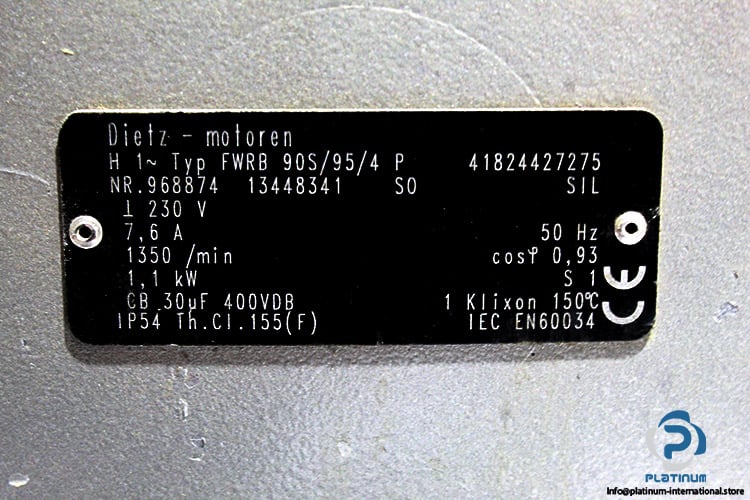 Dietz - motoren
H 1~ Typ FWRB 90S/95/4 P 41824427275
NR.968874 13448341 SO SIL
⊥ 230 V
7,6 A 50 Hz
1350 /min cosφ 0,93
1,1 kW S 1
CB 30µF 400VDB 1 Klixon 150°C
IP54 Th.Cl.155(F) IEC EN60034
CE
PLATINUM
Info@platinum-international.store